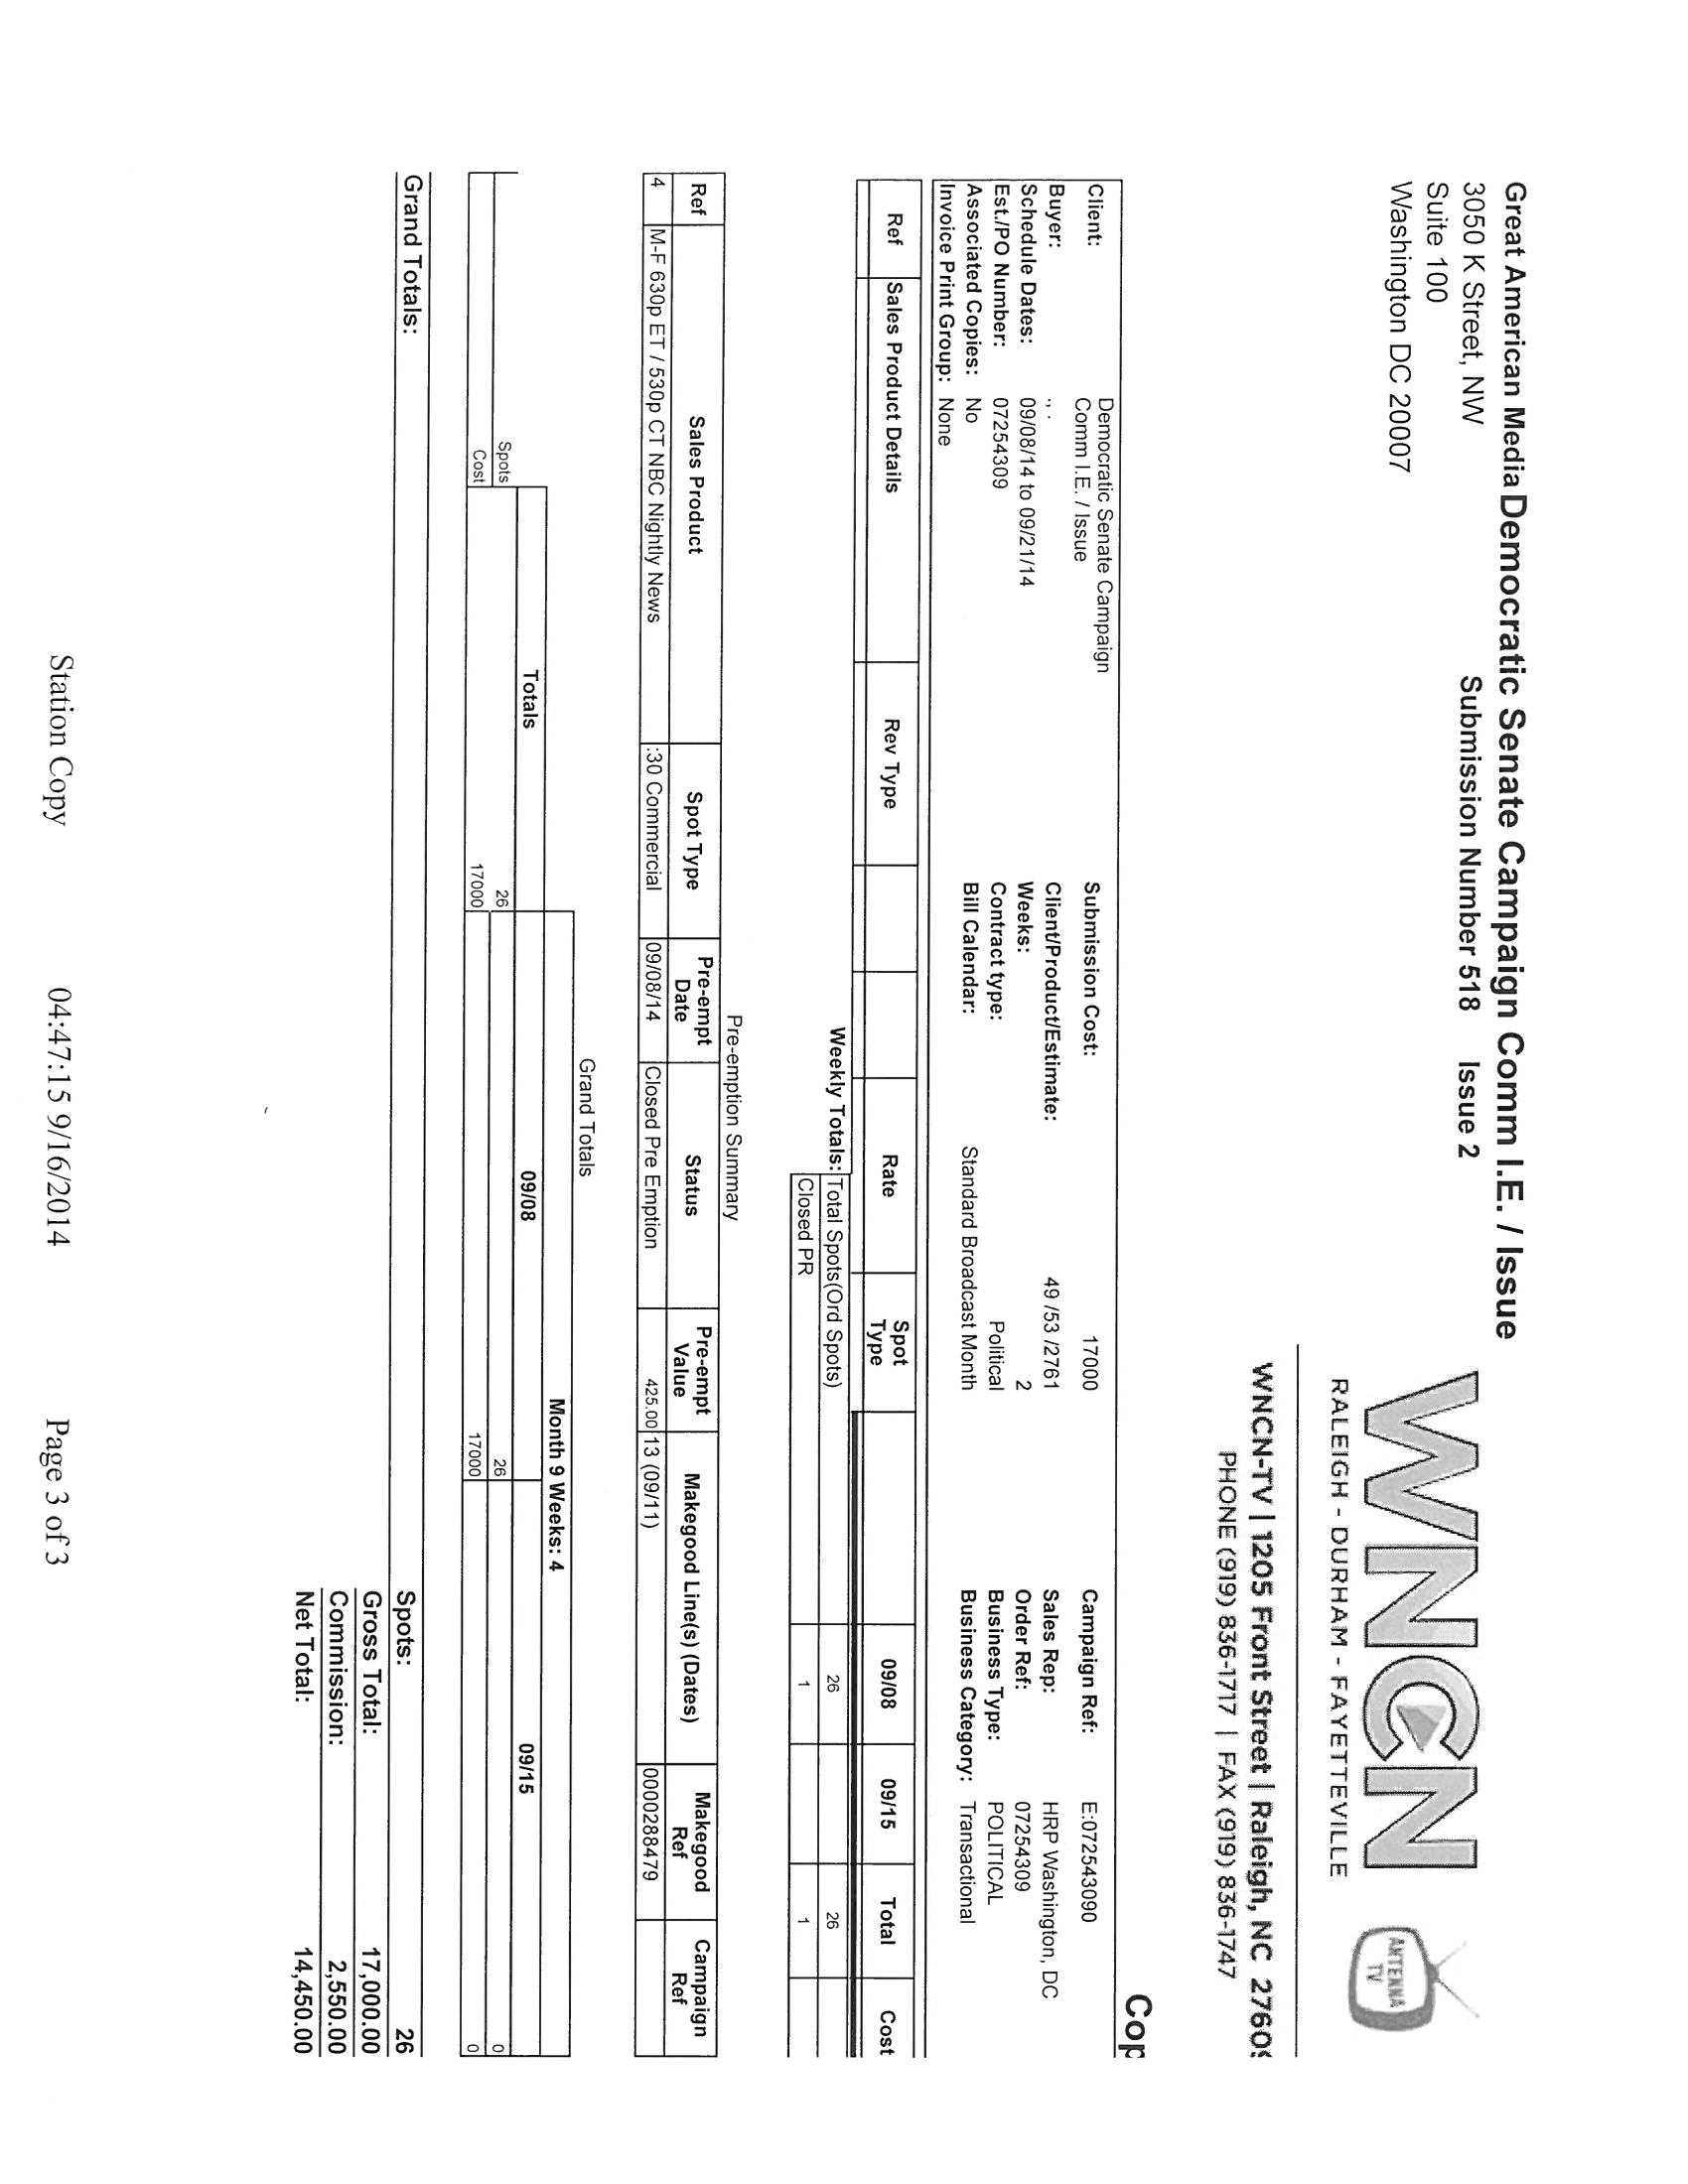 Great American Media Democratic Senate Campaign Comm I.E. / Issue
3050 K Street, NW
Suite 100
Washington DC 20007
Submission Number 518 Issue 2
WNCN
RALEIGH - DURHAM - FAYETTEVILLE
ANTENNA
TV
WNCN-TV | 1205 Front Street | Raleigh, NC 27609
PHONE (919) 836-1717 | FAX (919) 836-1747
Cop
Client: Democratic Senate Campaign Comm I.E. / Issue Submission Cost: 17000 Campaign Ref: E:072543090
Buyer: ., . Client/Product/Estimate: 49 /53 /2761 Sales Rep: HRP Washington, DC
Schedule Dates: 09/08/14 to 09/21/14 Weeks: 2 Order Ref: 07254309
Est./PO Number: 07254309 Contract type: Political Business Type: POLITICAL
Associated Copies: No Bill Calendar: Standard Broadcast Month Business Category: Transactional
Invoice Print Group: None
Ref Sales Product Details Rev Type Rate Spot Type 09/08 09/15 Total Cost
Weekly Totals: Total Spots(Ord Spots) 26 26
Closed PR 1 1
Pre-emption Summary
Ref Sales Product Spot Type Pre-empt Date Status Pre-empt Value Makegood Line(s) (Dates) Makegood Ref Campaign Ref
4 M-F 630p ET / 530p CT NBC Nightly News :30 Commercial 09/08/14 Closed Pre Emption 425.00 13 (09/11) 0000288479
Grand Totals
Month 9 Weeks: 4
Totals 09/08 09/15
Spots 26 26 0
Cost 17000 17000 0
Grand Totals: Spots: 26
Gross Total: 17,000.00
Commission: 2,550.00
Net Total: 14,450.00
Station Copy 04:47:15 9/16/2014 Page 3 of 3